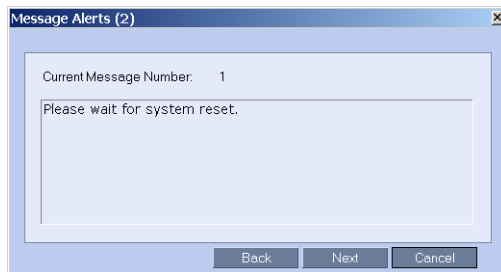 Message Alerts (2)
Current Message Number: 1
Please wait for system reset.
Back Next Cancel